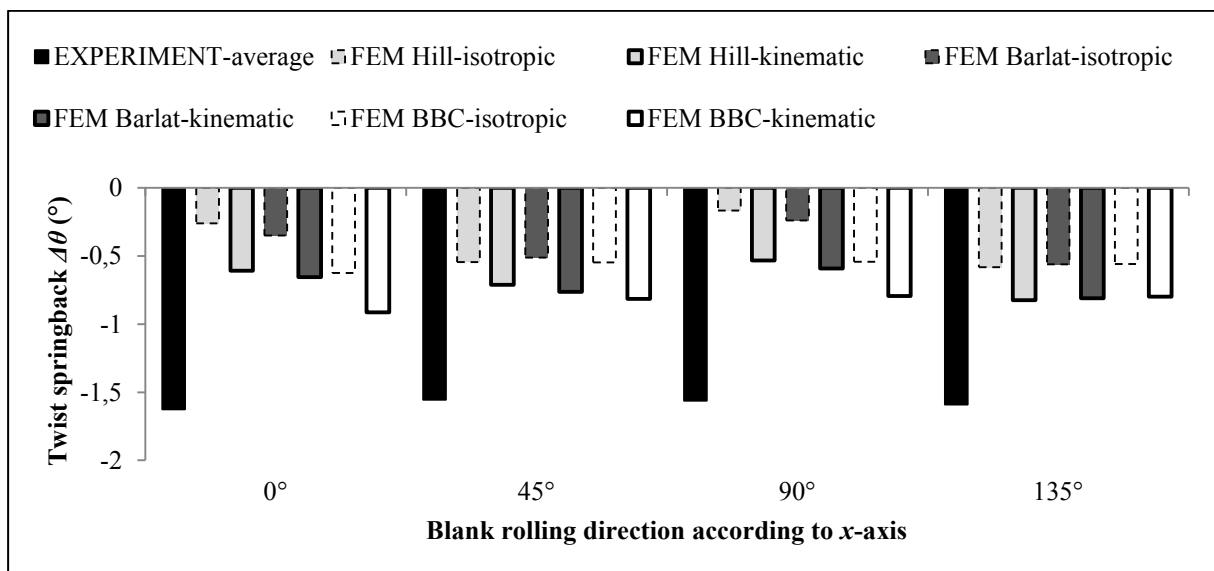 EXPERIMENT-average FEM Hill-isotropic FEM Hill-kinematic FEM Barlat-isotropic
FEM Barlat-kinematic FEM BBC-isotropic FEM BBC-kinematic
Twist springback Δθ (°)
0
-0,5
-1
-1,5
-2
0° 45° 90° 135°
Blank rolling direction according to x-axis